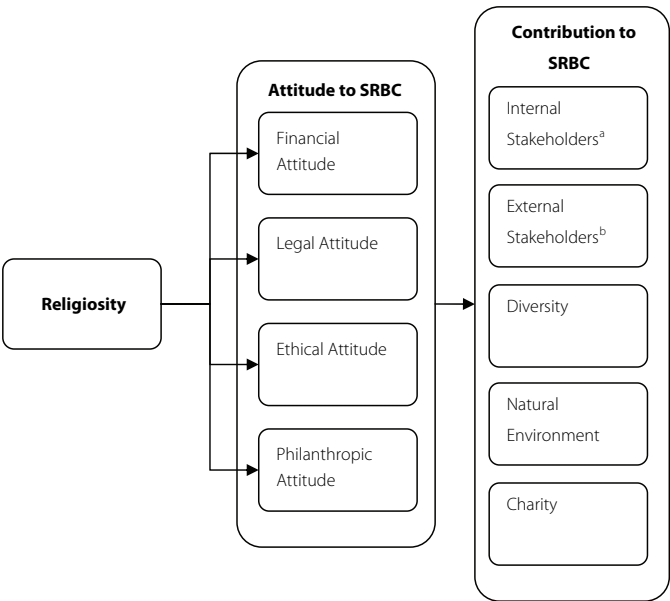 Religiosity
Attitude to SRBC
Financial
Attitude
Legal Attitude
Ethical Attitude
Philanthropic
Attitude
Contribution to
SRBC
Internal
Stakeholdersᵃ
External
Stakeholdersᵇ
Diversity
Natural
Environment
Charity